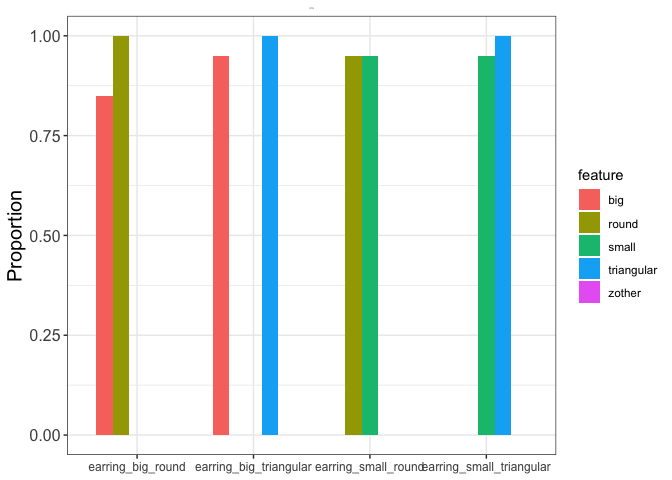 1.00
0.75
0.50
0.25
0.00
Proportion
earring_big_round earring_big_triangular earring_small_round earring_small_triangular
feature
big
round
small
triangular
zother